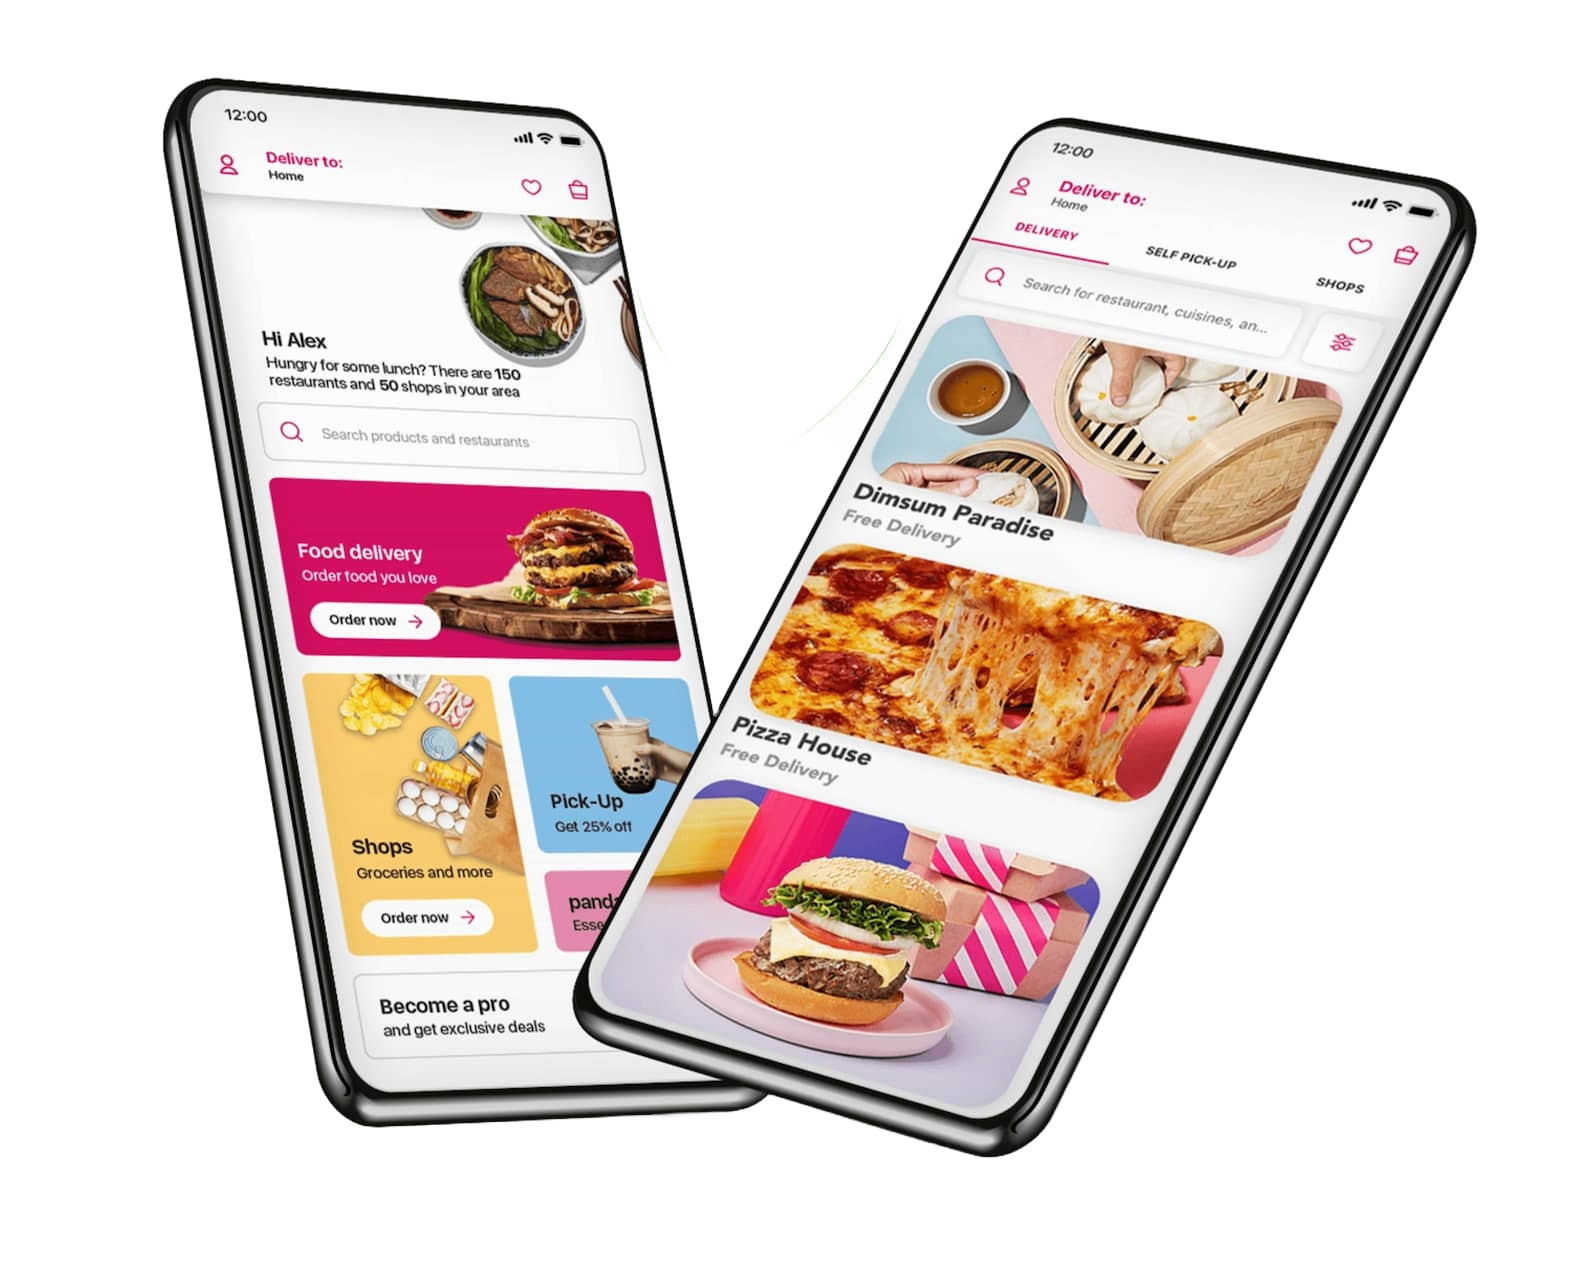 12:00
Deliver to:
Home
Hi Alex
Hungry for some lunch? There are 150
restaurants and 50 shops in your area
Search products and restaurants
Food delivery
Order food you love
Order now
Shops
Groceries and more
Order now
Pick-Up
Get 25% off
Become a pro
and get exclusive deals
12:00
Deliver to:
Home
DELIVERY
SELF PICK-UP
SHOPS
Search for restaurant, cuisines, an...
Dimsum Paradise
Free Delivery
Pizza House
Free Delivery